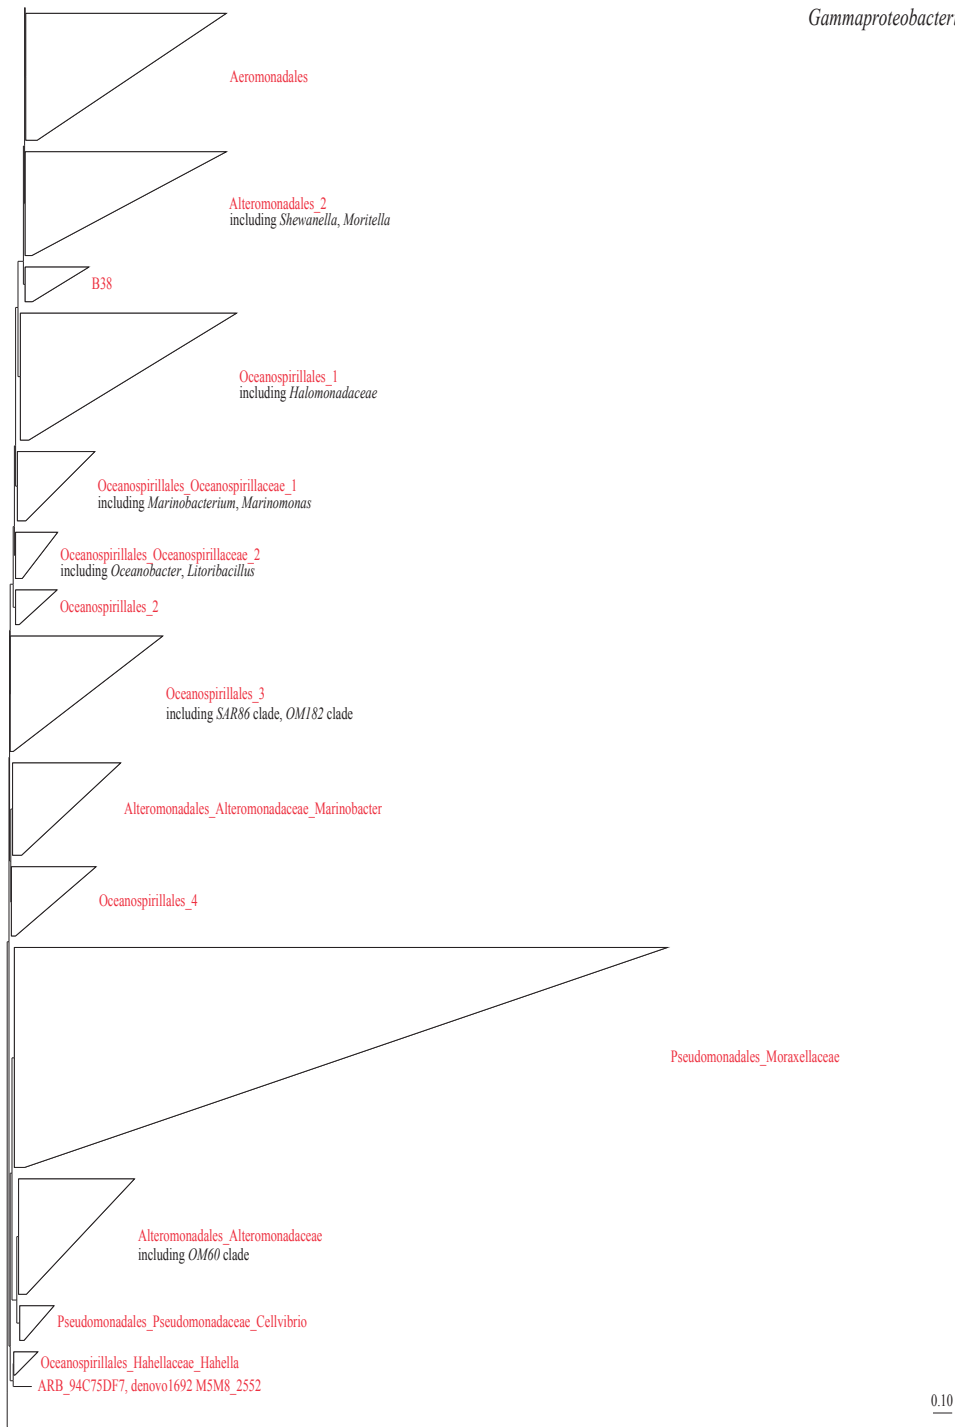 Gammaproteobacteri
Aeromonadales
Alteromonadales_2
including Shewanella, Moritella
B38
Oceanospirillales_1
including Halomonadaceae
Oceanospirillales_Oceanospirillaceae_1
including Marinobacterium, Marinomonas
Oceanospirillales_Oceanospirillaceae_2
including Oceanobacter, Litoribacillus
Oceanospirillales_2
Oceanospirillales_3
including SAR86 clade, OM182 clade
Alteromonadales_Alteromonadaceae_Marinobacter
Oceanospirillales_4
Pseudomonadales_Moraxellaceae
Alteromonadales_Alteromonadaceae
including OM60 clade
Pseudomonadales_Pseudomonadaceae_Cellvibrio
Oceanospirillales_Hahellaceae_Hahella
ARB_94C75DF7, denovo1692 M5M8_2552
0.10